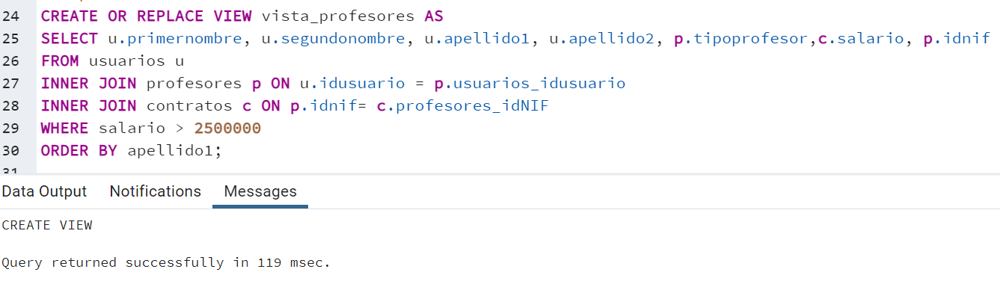 24 CREATE OR REPLACE VIEW vista_profesores AS
25 SELECT u.primernombre, u.segundonombre, u.apellido1, u.apellido2, p.tipoprofesor,c.salario, p.idnif
26 FROM usuarios u
27 INNER JOIN profesores p ON u.idusuario = p.usuarios_idusuario
28 INNER JOIN contratos c ON p.idnif= c.profesores_idNIF
29 WHERE salario > 2500000
30 ORDER BY apellido1;
31
Data Output Notifications Messages
CREATE VIEW
Query returned successfully in 119 msec.